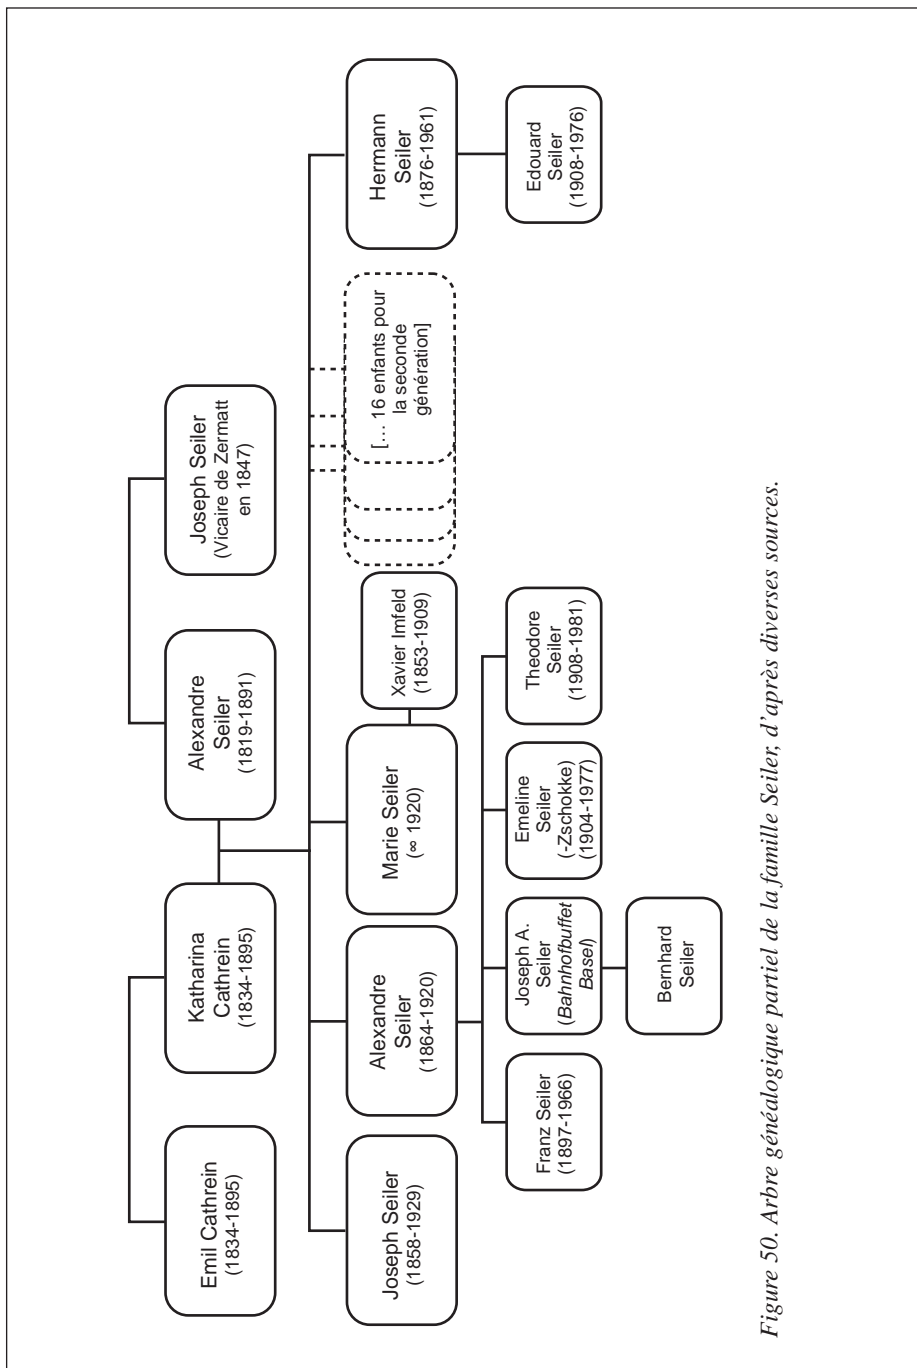 Emil Cathrein
(1834-1895)
Katharina
Cathrein
(1834-1895)
Alexandre
Seiler
(1819-1891)
Joseph Seiler
(Vicaire de Zermatt
en 1847)
Joseph Seiler
(1858-1929)
Alexandre
Seiler
(1864-1920)
Marie Seiler
(∞ 1920)
Xavier Imfeld
(1853-1909)
[... 16 enfants pour
la seconde
génération]
Hermann
Seiler
(1876-1961)
Franz Seiler
(1897-1966)
Joseph A.
Seiler
(Bahnhofbuffet
Basel)
Emeline
Seiler
(-Zschokke)
(1904-1977)
Theodore
Seiler
(1908-1981)
Edouard
Seiler
(1908-1976)
Bernhard
Seiler
Figure 50. Arbre généalogique partiel de la famille Seiler, d'après diverses sources.